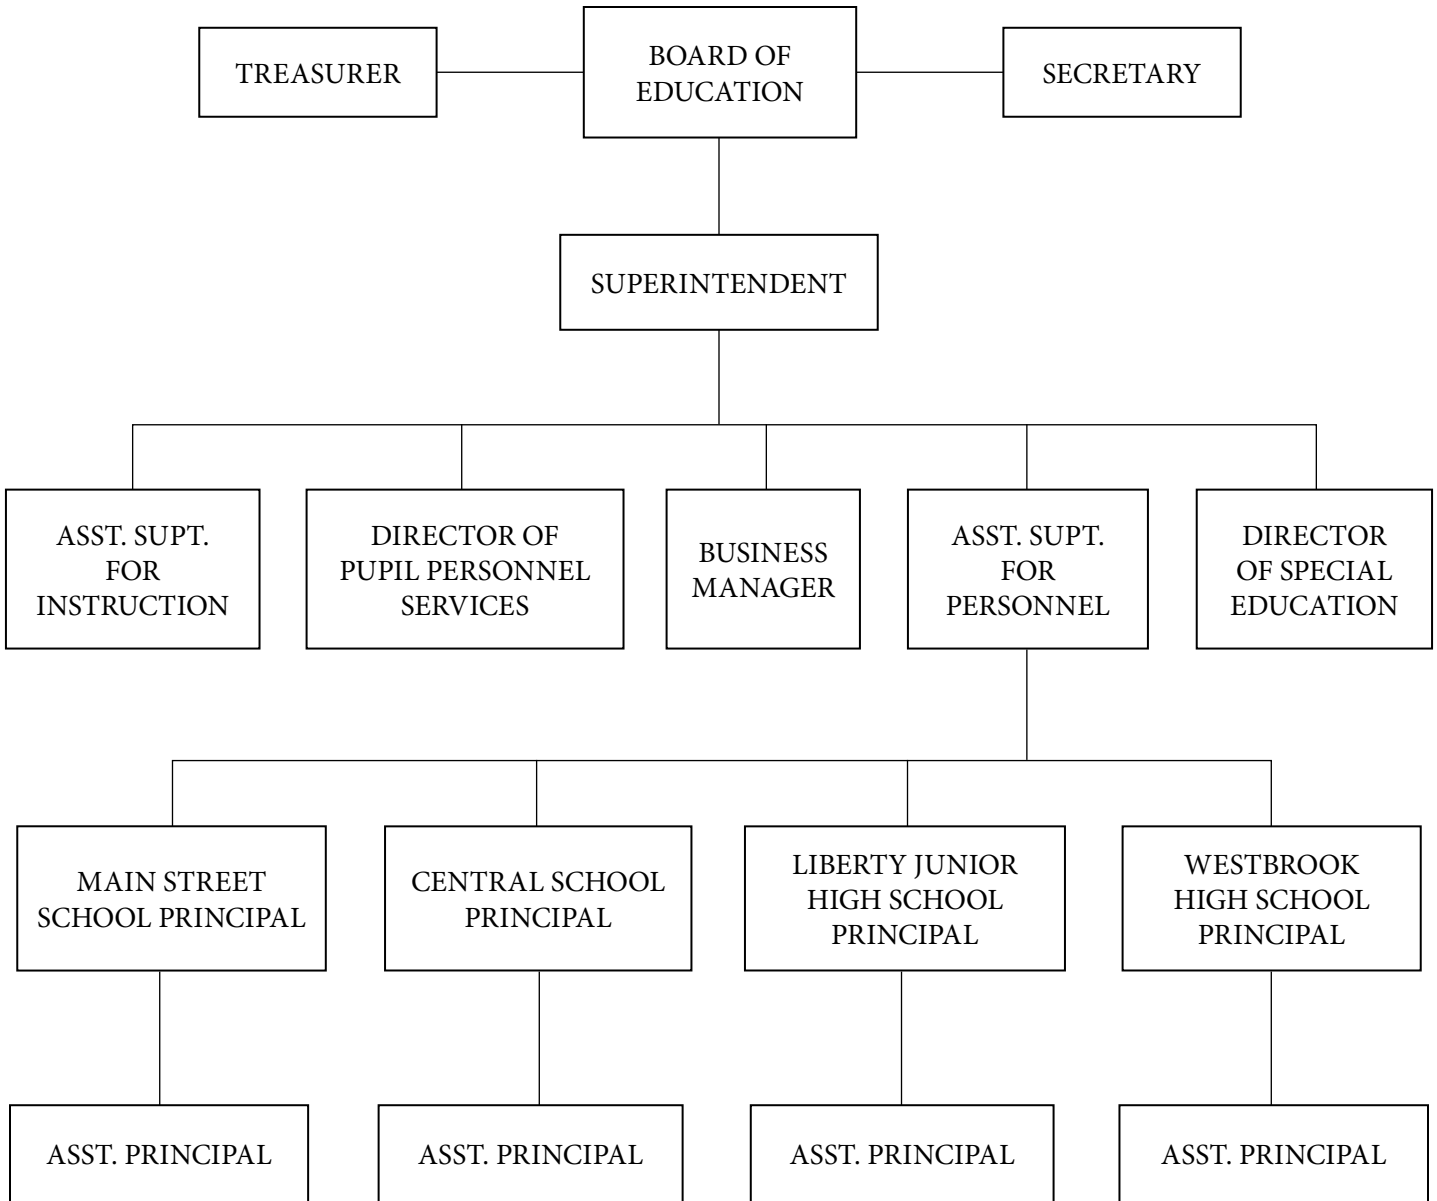 TREASURER
BOARD OF
EDUCATION
SECRETARY
SUPERINTENDENT
ASST. SUPT.
FOR
INSTRUCTION
DIRECTOR OF
PUPIL PERSONNEL
SERVICES
BUSINESS
MANAGER
ASST. SUPT.
FOR
PERSONNEL
DIRECTOR
OF SPECIAL
EDUCATION
MAIN STREET
SCHOOL PRINCIPAL
CENTRAL SCHOOL
PRINCIPAL
LIBERTY JUNIOR
HIGH SCHOOL
PRINCIPAL
WESTBROOK
HIGH SCHOOL
PRINCIPAL
ASST. PRINCIPAL
ASST. PRINCIPAL
ASST. PRINCIPAL
ASST. PRINCIPAL